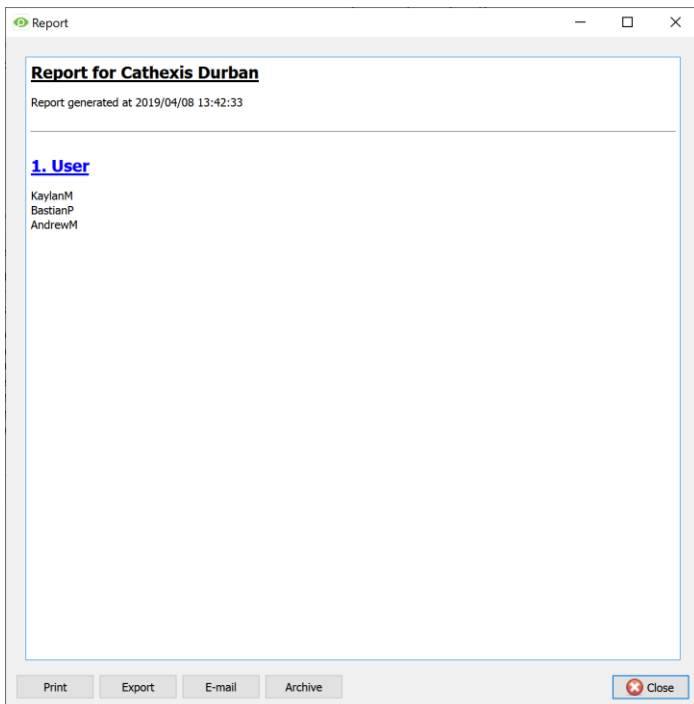 Report
Report for Cathexis Durban
Report generated at 2019/04/08 13:42:33
1. User
KaylanM
BastianP
AndrewM
Print Export E-mail Archive Close